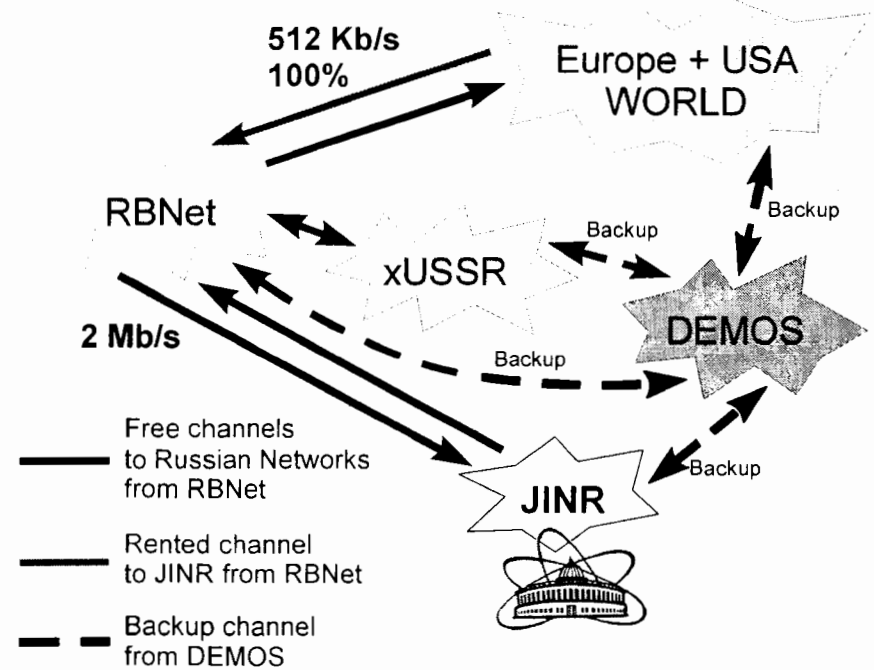 512 Kb/s
100%
Europe + USA
WORLD
RBNet
Backup
Backup
xUSSR
DEMOS
2 Mb/s
Backup
Free channels
to Russian Networks
from RBNet
JINR
Backup
Rented channel
to JINR from RBNet
Backup channel
from DEMOS